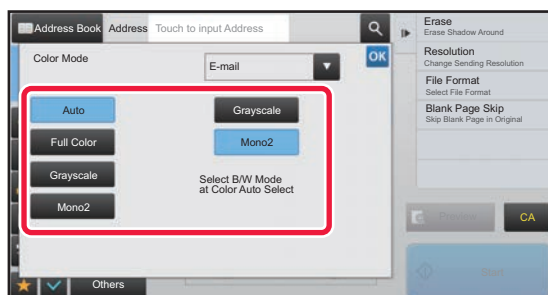 Address Book Address Touch to input Address
Color Mode
E-mail
OK
Auto
Full Color
Grayscale
Mono2
Grayscale
Mono2
Select B/W Mode
at Color Auto Select
Others
Erase
Erase Shadow Around
Resolution
Change Sending Resolution
File Format
Select File Format
Blank Page Skip
Skip Blank Page in Original
Preview
CA
Start